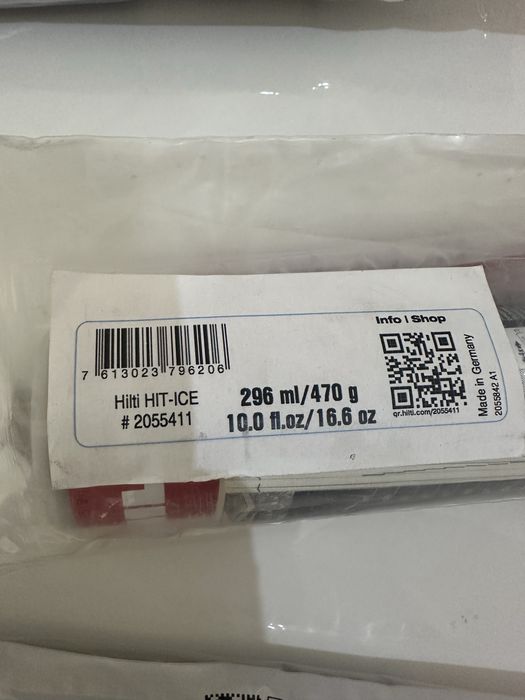 Info | Shop
7 613023 796206
Hilti HIT-ICE
# 2055411
296 ml/470 g
10.0 fl.oz/16.6 oz
qr.hilti.com/2055411
Made in Germany
2055842 A1